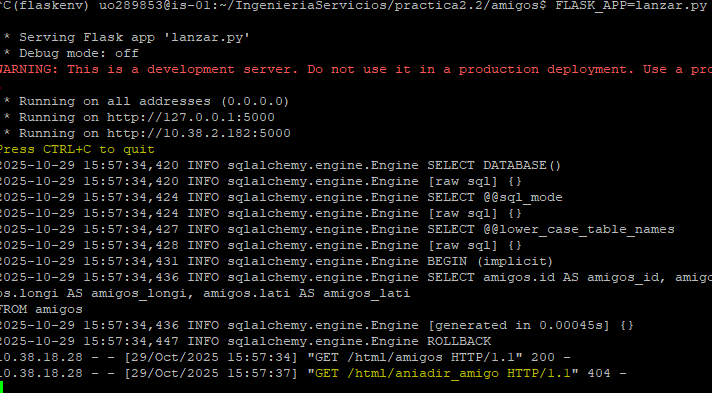 ^C(flaskenv) uo289853@is-01:~/IngenieriaServicios/practica2.2/amigos$ FLASK_APP=lanzar.py
* Serving Flask app 'lanzar.py'
* Debug mode: off
WARNING: This is a development server. Do not use it in a production deployment. Use a pro
* Running on all addresses (0.0.0.0)
* Running on http://127.0.0.1:5000
* Running on http://10.38.2.182:5000
Press CTRL+C to quit
2025-10-29 15:57:34,420 INFO sqlalchemy.engine.Engine SELECT DATABASE()
2025-10-29 15:57:34,420 INFO sqlalchemy.engine.Engine [raw sql] {}
2025-10-29 15:57:34,424 INFO sqlalchemy.engine.Engine SELECT @@sql_mode
2025-10-29 15:57:34,424 INFO sqlalchemy.engine.Engine [raw sql] {}
2025-10-29 15:57:34,427 INFO sqlalchemy.engine.Engine SELECT @@lower_case_table_names
2025-10-29 15:57:34,428 INFO sqlalchemy.engine.Engine [raw sql] {}
2025-10-29 15:57:34,431 INFO sqlalchemy.engine.Engine BEGIN (implicit)
2025-10-29 15:57:34,436 INFO sqlalchemy.engine.Engine SELECT amigos.id AS amigos_id, amigo
os.longi AS amigos_longi, amigos.lati AS amigos_lati
FROM amigos
2025-10-29 15:57:34,436 INFO sqlalchemy.engine.Engine [generated in 0.00045s] {}
2025-10-29 15:57:34,447 INFO sqlalchemy.engine.Engine ROLLBACK
10.38.18.28 - - [29/Oct/2025 15:57:34] "GET /html/amigos HTTP/1.1" 200 -
10.38.18.28 - - [29/Oct/2025 15:57:37] "GET /html/aniadir_amigo HTTP/1.1" 404 -